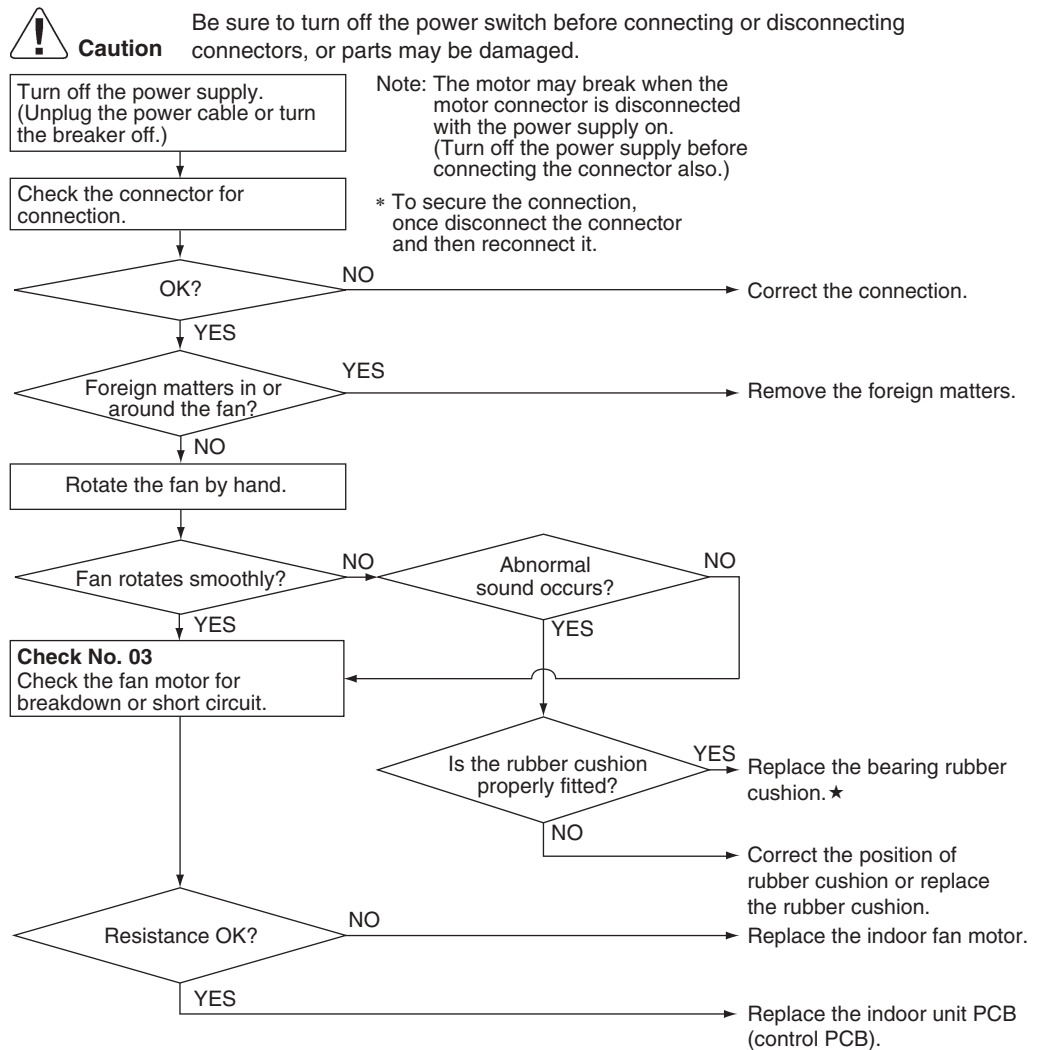 Be sure to turn off the power switch before connecting or disconnecting
Caution
connectors, or parts may be damaged.
Turn off the power supply.
(Unplug the power cable or turn
the breaker off.)
Note: The motor may break when the
motor connector is disconnected
with the power supply on.
(Turn off the power supply before
connecting the connector also.)
Check the connector for
connection.
* To secure the connection,
once disconnect the connector
and then reconnect it.
OK?
NO
Correct the connection.
YES
Foreign matters in or
around the fan?
YES
Remove the foreign matters.
NO
Rotate the fan by hand.
Fan rotates smoothly?
NO
Abnormal
sound occurs?
NO
YES
YES
Check No. 03
Check the fan motor for
breakdown or short circuit.
Is the rubber cushion
properly fitted?
YES
Replace the bearing rubber
cushion.★
NO
Correct the position of
rubber cushion or replace
the rubber cushion.
Resistance OK?
NO
Replace the indoor fan motor.
YES
Replace the indoor unit PCB
(control PCB).